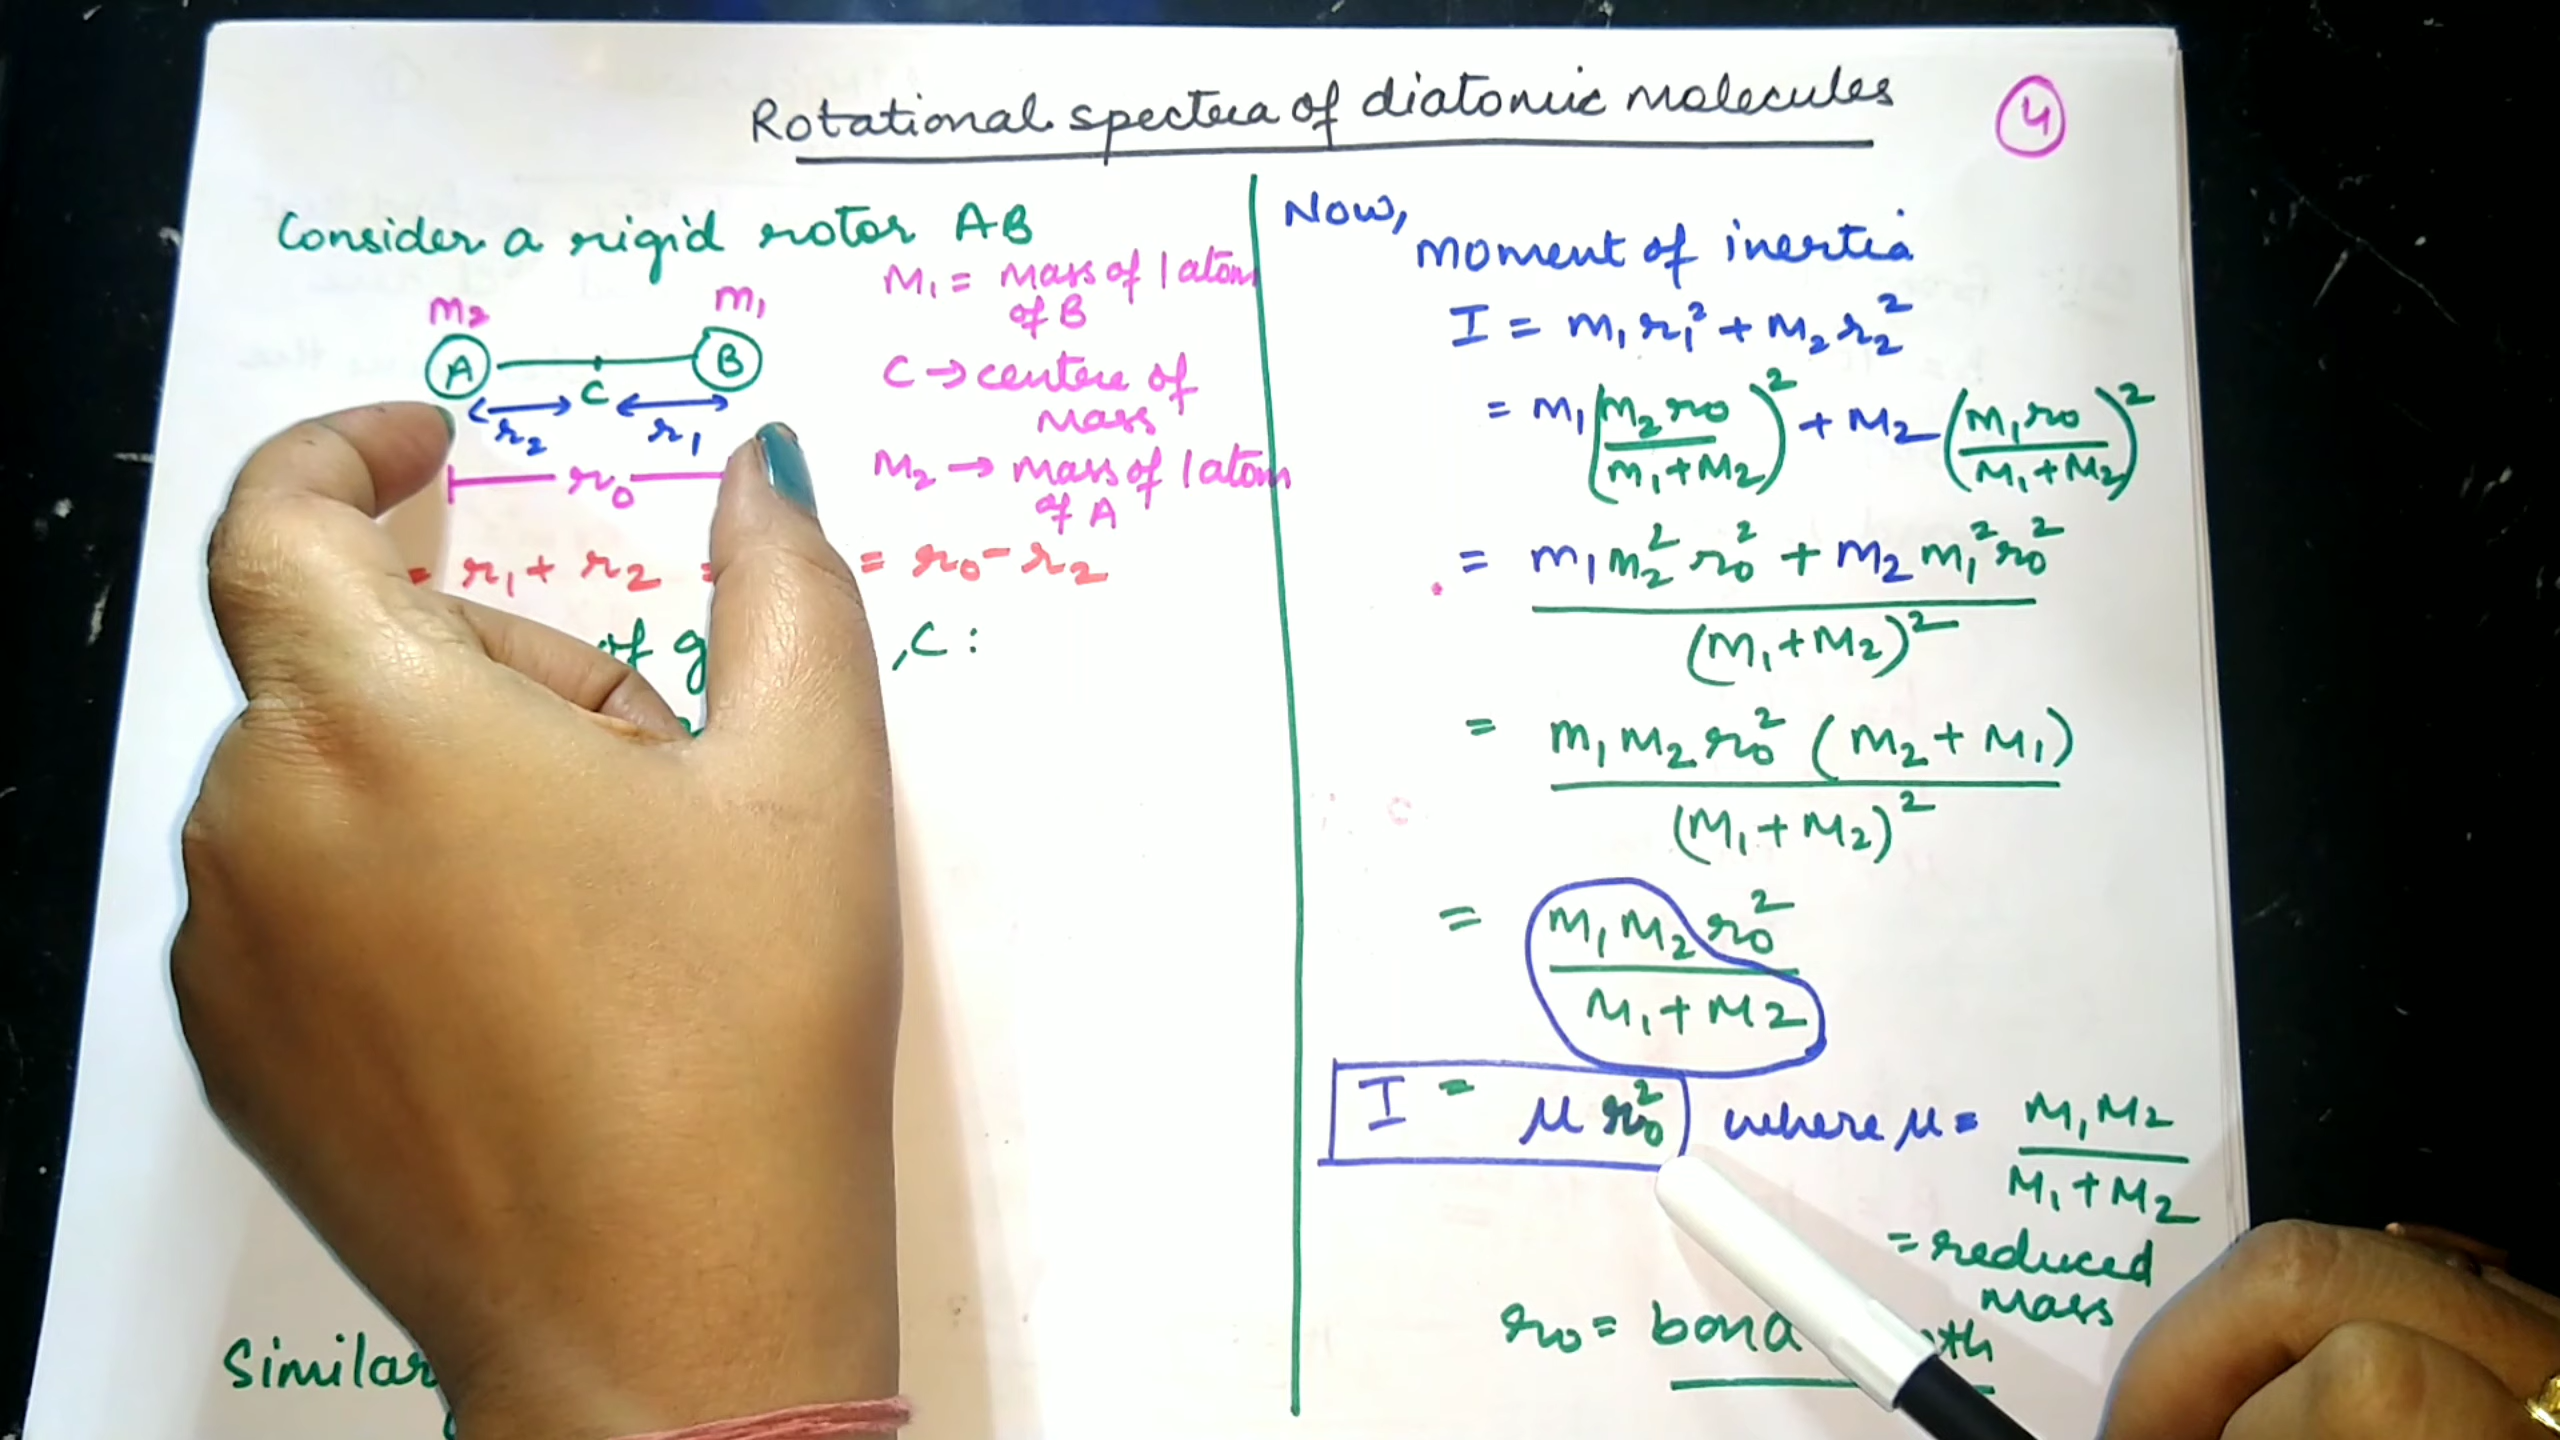 Rotational spectra of diatomic molecules
4
Consider a rigid rotor AB
m₂ m₁
A B
C
r₂ r₁
r₀
M₁ = mass of 1 atom
of B
C → centere of
mass
M₂ → mass of 1 atom
of A
= r₁ + r₂ = = r₀ - r₂
of , C :
Now,
moment of inertia
I = m₁r₁² + m₂r₂²
= m₁(m₂r₀/(m₁+m₂))² + m₂(m₁r₀/(m₁+m₂))²
= m₁m₂²r₀² + m₂m₁²r₀²
(m₁+m₂)²
= m₁m₂r₀² (m₂+m₁)
(m₁+m₂)²
= m₁m₂r₀²
m₁+m₂
I = μr₀² where μ = m₁m₂
m₁+m₂
= reduced
mass
r₀ =